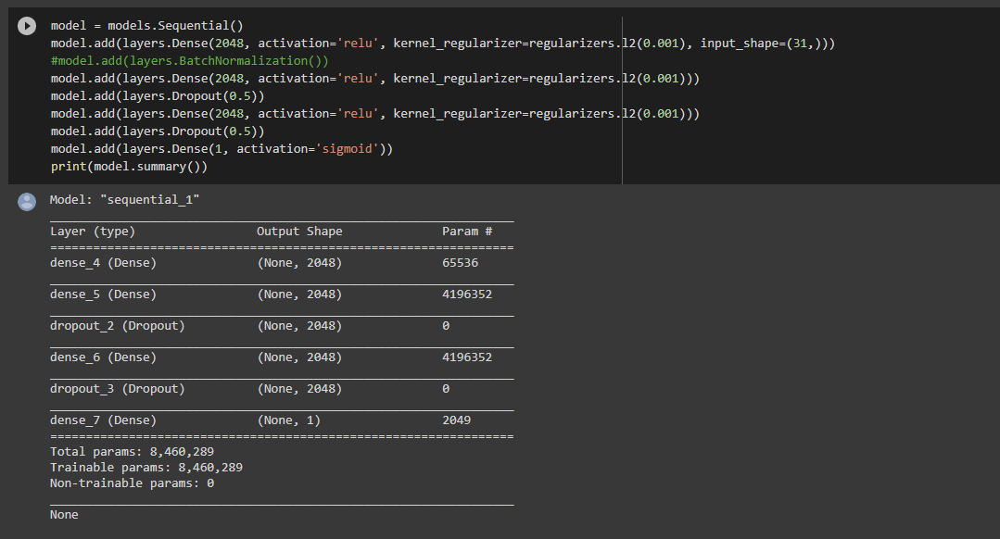 model = models.Sequential()
model.add(layers.Dense(2048, activation='relu', kernel_regularizer=regularizers.l2(0.001), input_shape=(31,)))
#model.add(layers.BatchNormalization())
model.add(layers.Dense(2048, activation='relu', kernel_regularizer=regularizers.l2(0.001)))
model.add(layers.Dropout(0.5))
model.add(layers.Dense(2048, activation='relu', kernel_regularizer=regularizers.l2(0.001)))
model.add(layers.Dropout(0.5))
model.add(layers.Dense(1, activation='sigmoid'))
print(model.summary())
Model: "sequential_1"
_________________________________________________________________
Layer (type) Output Shape Param #
=================================================================
dense_4 (Dense) (None, 2048) 65536
_________________________________________________________________
dense_5 (Dense) (None, 2048) 4196352
_________________________________________________________________
dropout_2 (Dropout) (None, 2048) 0
_________________________________________________________________
dense_6 (Dense) (None, 2048) 4196352
_________________________________________________________________
dropout_3 (Dropout) (None, 2048) 0
_________________________________________________________________
dense_7 (Dense) (None, 1) 2049
=================================================================
Total params: 8,460,289
Trainable params: 8,460,289
Non-trainable params: 0
_________________________________________________________________
None